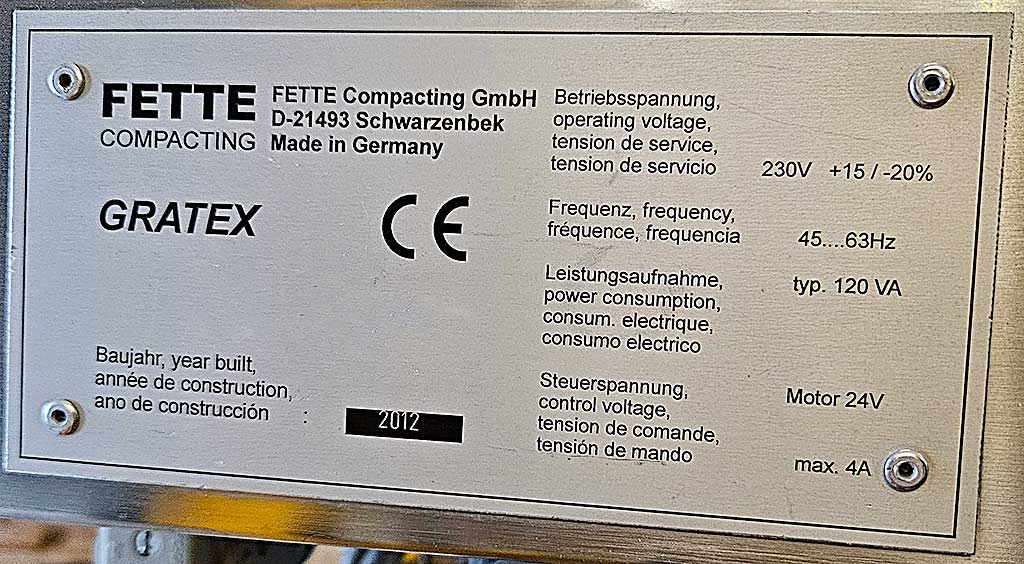 FETTE
COMPACTING
FETTE Compacting GmbH
D-21493 Schwarzenbek
Made in Germany
GRATEX
CE
Baujahr, year built,
année de construction,
ano de construcción :
2012
Betriebsspannung,
operating voltage,
tension de service,
tension de servicio 230V +15 / -20%
Frequenz, frequency,
fréquence, frequencia 45....63Hz
Leistungsaufnahme, typ. 120 VA
power consumption,
consum. electrique,
consumo electrico
Steuerspannung, Motor 24V
control voltage,
tension de comande,
tensión de mando max. 4A